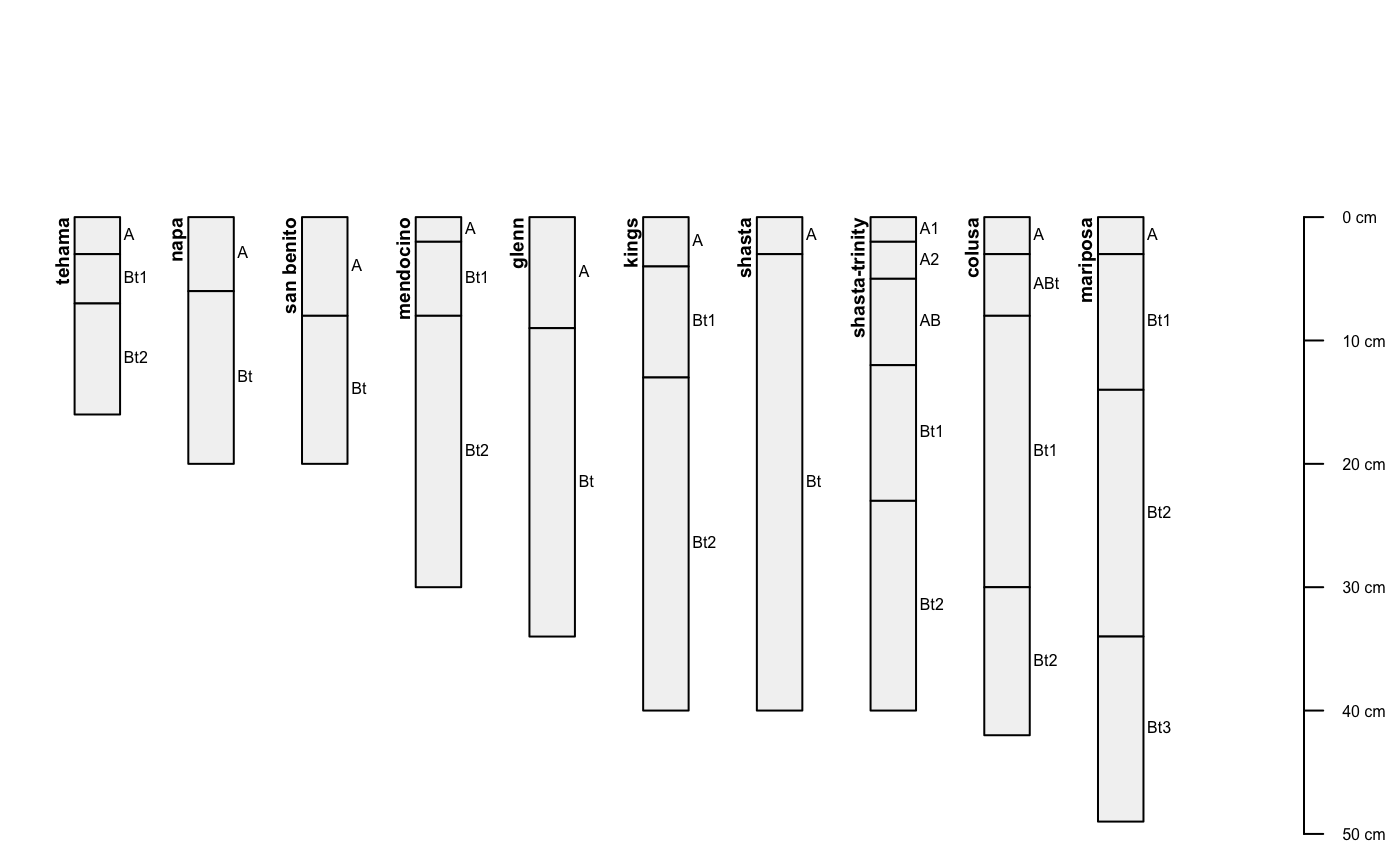 tehama
A
Bt1
Bt2
napa
A
Bt
san benito
A
Bt
mendocino
A
Bt1
Bt2
glenn
A
Bt
kings
A
Bt1
Bt2
shasta
A
Bt
shasta-trinity
A1
A2
AB
Bt1
Bt2
colusa
A
ABt
Bt1
Bt2
mariposa
A
Bt1
Bt2
Bt3
0 cm
10 cm
20 cm
30 cm
40 cm
50 cm